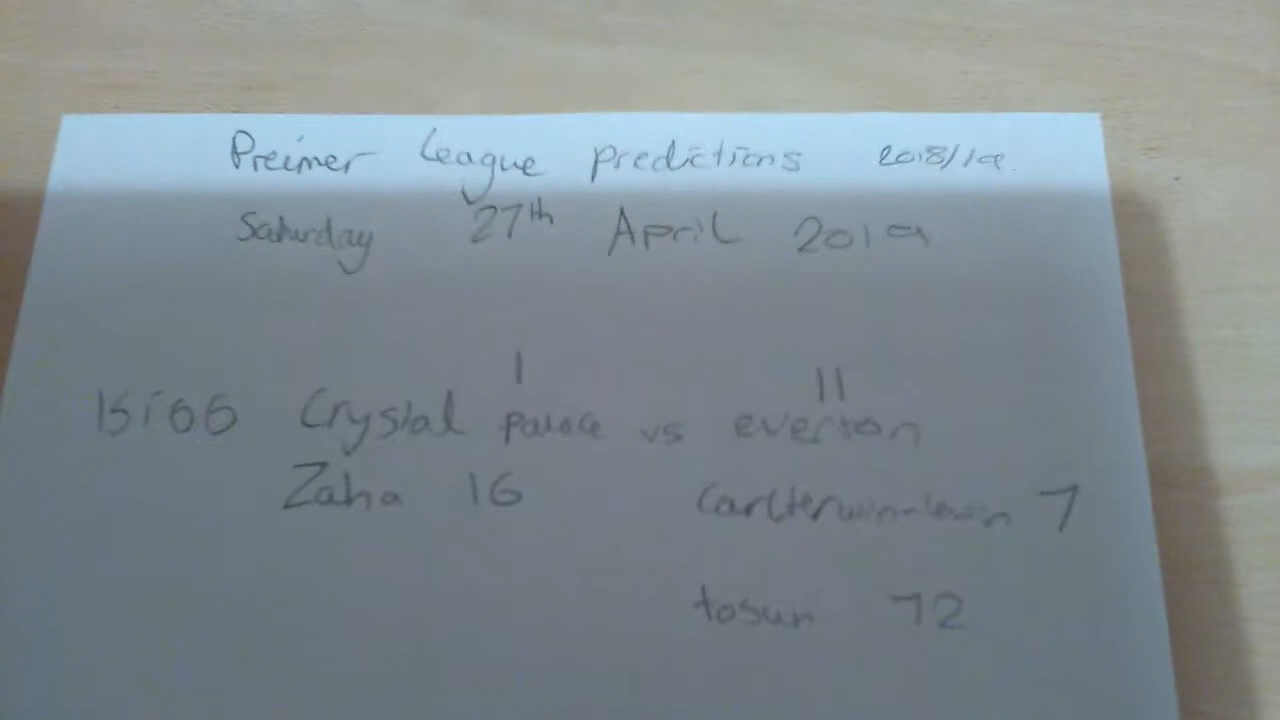 Preimer League predictions 2018/19
Saturday 27th April 2019
1 11
15:00 Crystal palace vs everton
Zaha 16 Carlterwin-lewin 7
tosun 72